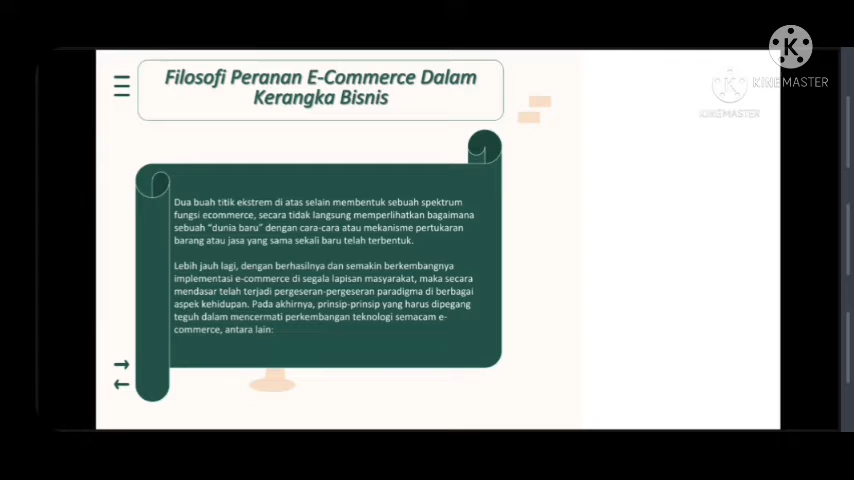 Filosofi Peranan E-Commerce Dalam
Kerangka Bisnis
Dua buah titik ekstrem di atas selain membentuk sebuah spektrum
fungsi ecommerce, secara tidak langsung memperlihatkan bagaimana
sebuah “dunia baru” dengan cara-cara atau mekanisme pertukaran
barang atau jasa yang sama sekali baru telah terbentuk.
Lebih jauh lagi, dengan berhasilnya dan semakin berkembangnya
implementasi e-commerce di segala lapisan masyarakat, maka secara
mendasar telah terjadi pergeseran-pergeseran paradigma di berbagai
aspek kehidupan. Pada akhirnya, prinsip-prinsip yang harus dipegang
teguh dalam mencermati perkembangan teknologi semacam e-
commerce, antara lain:
K
KINEMASTER
K
KINEMASTER